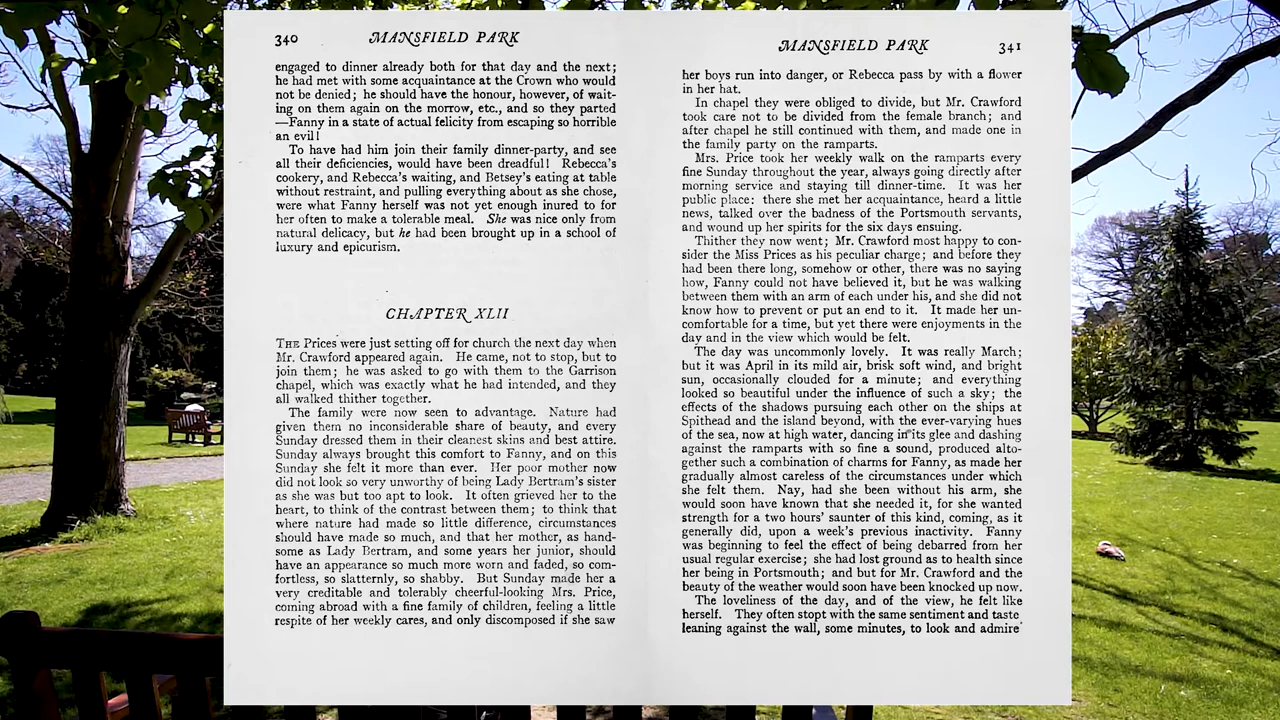 340 MANSFIELD PARK
engaged to dinner already both for that day and the next;
he had met with some acquaintance at the Crown who would
not be denied; he should have the honour, however, of wait-
ing on them again on the morrow, etc., and so they parted
—Fanny in a state of actual felicity from escaping so horrible
an evil!
To have had him join their family dinner-party, and see
all their deficiencies, would have been dreadful! Rebecca's
cookery, and Rebecca's waiting, and Betsey's eating at table
without restraint, and pulling everything about as she chose,
were what Fanny herself was not yet enough inured to for
her often to make a tolerable meal. She was nice only from
natural delicacy, but he had been brought up in a school of
luxury and epicurism.
CHAPTER XLII
THE Prices were just setting off for church the next day when
Mr. Crawford appeared again. He came, not to stop, but to
join them; he was asked to go with them to the Garrison
chapel, which was exactly what he had intended, and they
all walked thither together.
The family were now seen to advantage. Nature had
given them no inconsiderable share of beauty, and every
Sunday dressed them in their cleanest skins and best attire.
Sunday always brought this comfort to Fanny, and on this
Sunday she felt it more than ever. Her poor mother now
did not look so very unworthy of being Lady Bertram's sister
as she was but too apt to look. It often grieved her to the
heart, to think of the contrast between them; to think that
where nature had made so little difference, circumstances
should have made so much, and that her mother, as hand-
some as Lady Bertram, and some years her junior, should
have an appearance so much more worn and faded, so com-
fortless, so slatternly, so shabby. But Sunday made her a
very creditable and tolerably cheerful-looking Mrs. Price,
coming abroad with a fine family of children, feeling a little
respite of her weekly cares, and only discomposed if she saw
MANSFIELD PARK 341
her boys run into danger, or Rebecca pass by with a flower
in her hat.
In chapel they were obliged to divide, but Mr. Crawford
took care not to be divided from the female branch; and
after chapel he still continued with them, and made one in
the family party on the ramparts.
Mrs. Price took her weekly walk on the ramparts every
fine Sunday throughout the year, always going directly after
morning service and staying till dinner-time. It was her
public place: there she met her acquaintance, heard a little
news, talked over the badness of the Portsmouth servants,
and wound up her spirits for the six days ensuing.
Thither they now went; Mr. Crawford most happy to con-
sider the Miss Prices as his peculiar charge; and before they
had been there long, somehow or other, there was no saying
how, Fanny could not have believed it, but he was walking
between them with an arm of each under his, and she did not
know how to prevent or put an end to it. It made her un-
comfortable for a time, but yet there were enjoyments in the
day and in the view which would be felt.
The day was uncommonly lovely. It was really March;
but it was April in its mild air, brisk soft wind, and bright
sun, occasionally clouded for a minute; and everything
looked so beautiful under the influence of such a sky; the
effects of the shadows pursuing each other on the ships at
Spithead and the island beyond, with the ever-varying hues
of the sea, now at high water, dancing in its glee and dashing
against the ramparts with so fine a sound, produced alto-
gether such a combination of charms for Fanny, as made her
gradually almost careless of the circumstances under which
she felt them. Nay, had she been without his arm, she
would soon have known that she needed it, for she wanted
strength for a two hours' saunter of this kind, coming, as it
generally did, upon a week's previous inactivity. Fanny
was beginning to feel the effect of being debarred from her
usual regular exercise; she had lost ground as to health since
her being in Portsmouth; and but for Mr. Crawford and the
beauty of the weather would soon have been knocked up now.
The loveliness of the day, and of the view, he felt like
herself. They often stopt with the same sentiment and taste
leaning against the wall, some minutes, to look and admire